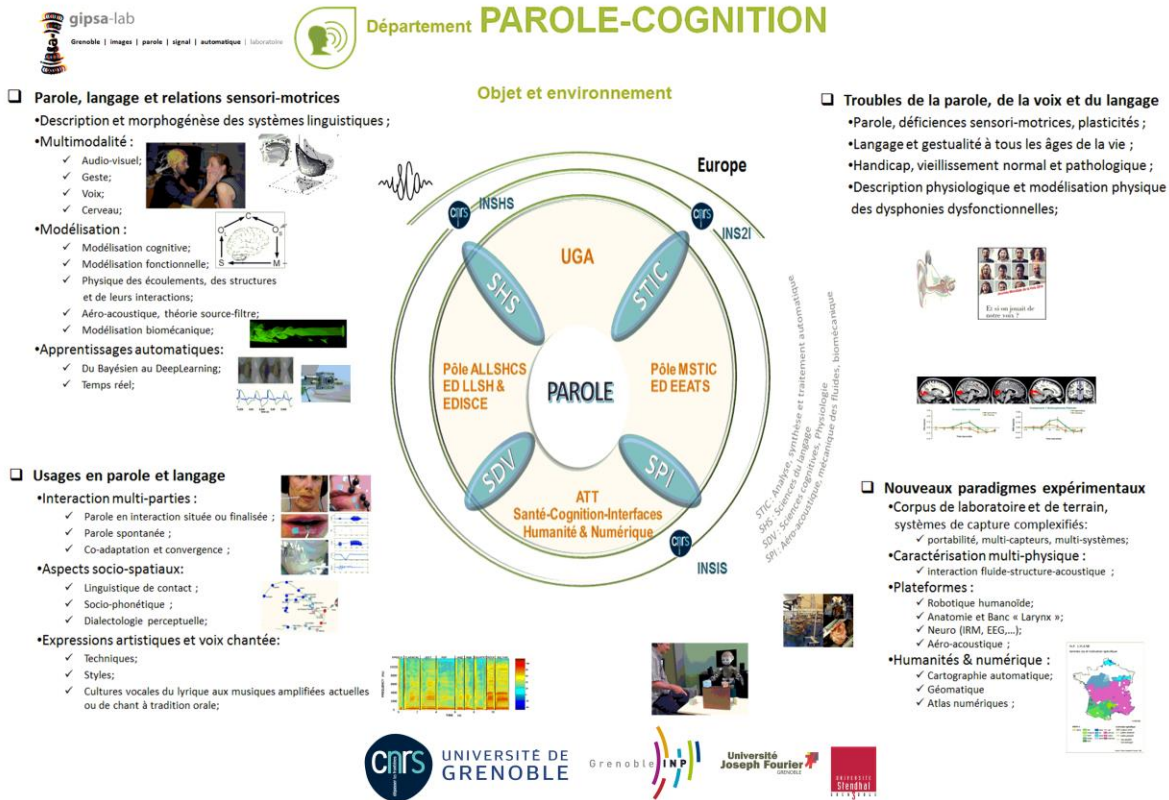 gipsa-lab
Grenoble | images | parole | signal | automatique | laboratoire
Département PAROLE-COGNITION
Objet et environnement
❑ Parole, langage et relations sensori-motrices
•Description et morphogénèse des systèmes linguistiques ;
•Multimodalité :
✓ Audio-visuel;
✓ Geste;
✓ Voix;
✓ Cerveau;
•Modélisation :
✓ Modélisation cognitive;
✓ Modélisation fonctionnelle;
✓ Physique des écoulements, des structures
et de leurs interactions;
✓ Aéro-acoustique, théorie source-filtre;
✓ Modélisation biomécanique;
•Apprentissages automatiques:
✓ Du Bayésien au DeepLearning;
✓ Temps réel;
C
S
M
❑ Usages en parole et langage
•Interaction multi-parties :
✓ Parole en interaction située ou finalisée ;
✓ Parole spontanée ;
✓ Co-adaptation et convergence ;
•Aspects socio-spatiaux:
✓ Linguistique de contact ;
✓ Socio-phonétique ;
✓ Dialectologie perceptuelle;
•Expressions artistiques et voix chantée:
✓ Techniques;
✓ Styles;
✓ Cultures vocales du lyrique aux musiques amplifiées actuelles
ou de chant à tradition orale;
Europe
cnrs INSHS
cnrs
INS2I
UGA
SHS
STIC
Pôle ALLSHCS
ED LLSH &
EDISCE
PAROLE
Pôle MSTIC
ED EEATS
SDV
SPI
ATT
Santé-Cognition-Interfaces
Humanité & Numérique
cnrs
INSIS
STIC : Analyse, synthèse et traitement automatique
SHS : Sciences du langage
SDV : Sciences cognitives, Physiologie
SPI : Aéro-acoustique, mécanique des fluides, biomécanique
❑ Troubles de la parole, de la voix et du langage
•Parole, déficiences sensori-motrices, plasticités ;
•Langage et gestualité à tous les âges de la vie ;
•Handicap, vieillissement normal et pathologique ;
•Description physiologique et modélisation physique
des dysphonies dysfonctionnelles;
Et si on jouait de
notre voix ?
❑ Nouveaux paradigmes expérimentaux
•Corpus de laboratoire et de terrain,
systèmes de capture complexifiés:
✓ portabilité, multi-capteurs, multi-systèmes;
•Caractérisation multi-physique :
✓ interaction fluide-structure-acoustique ;
•Plateformes :
✓ Robotique humanoïde;
✓ Anatomie et Banc « Larynx »;
✓ Neuro (IRM, EEG,...);
✓ Aéro-acoustique ;
•Humanités & numérique :
✓ Cartographie automatique;
✓ Géomatique
✓ Atlas numériques ;
cnrs
UNIVERSITÉ DE
GRENOBLE
Grenoble INP
Université
Joseph Fourier
GRENOBLE
UNIVERSITÉ
Stendhal
GRENOBLE